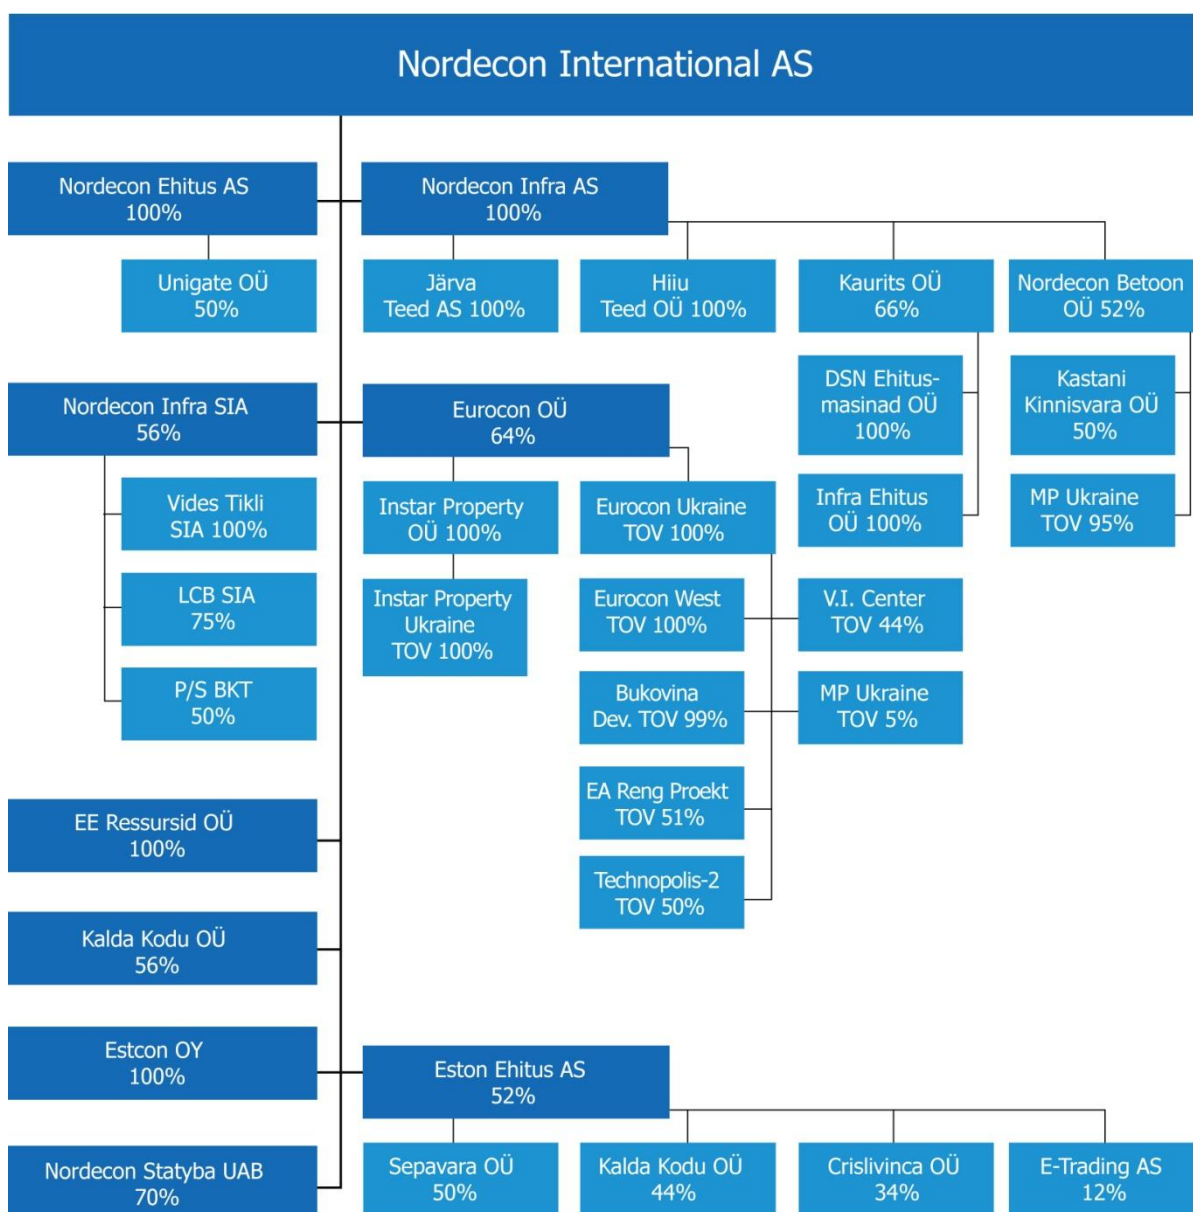 Nordecon International AS
Nordecon Ehitus AS
100%
Unigate OÜ
50%
Nordecon Infra AS
100%
Järva
Teed AS 100%
Hiiu
Teed OÜ 100%
Kaurits OÜ
66%
DSN Ehitus-
masinad OÜ
100%
Infra Ehitus
OÜ 100%
Nordecon Betoon
OÜ 52%
Kastani
Kinnisvara OÜ
50%
MP Ukraine
TOV 95%
Nordecon Infra SIA
56%
Vides Tikli
SIA 100%
LCB SIA
75%
P/S BKT
50%
Eurocon OÜ
64%
Instar Property
OÜ 100%
Instar Property
Ukraine
TOV 100%
Eurocon Ukraine
TOV 100%
Eurocon West
TOV 100%
V.I. Center
TOV 44%
Bukovina
Dev. TOV 99%
MP Ukraine
TOV 5%
EA Reng Proekt
TOV 51%
Technopolis-2
TOV 50%
EE Ressursid OÜ
100%
Kalda Kodu OÜ
56%
Estcon OY
100%
Eston Ehitus AS
52%
Sepavara OÜ
50%
Kalda Kodu OÜ
44%
Crislivinca OÜ
34%
E-Trading AS
12%
Nordecon Statyba UAB
70%